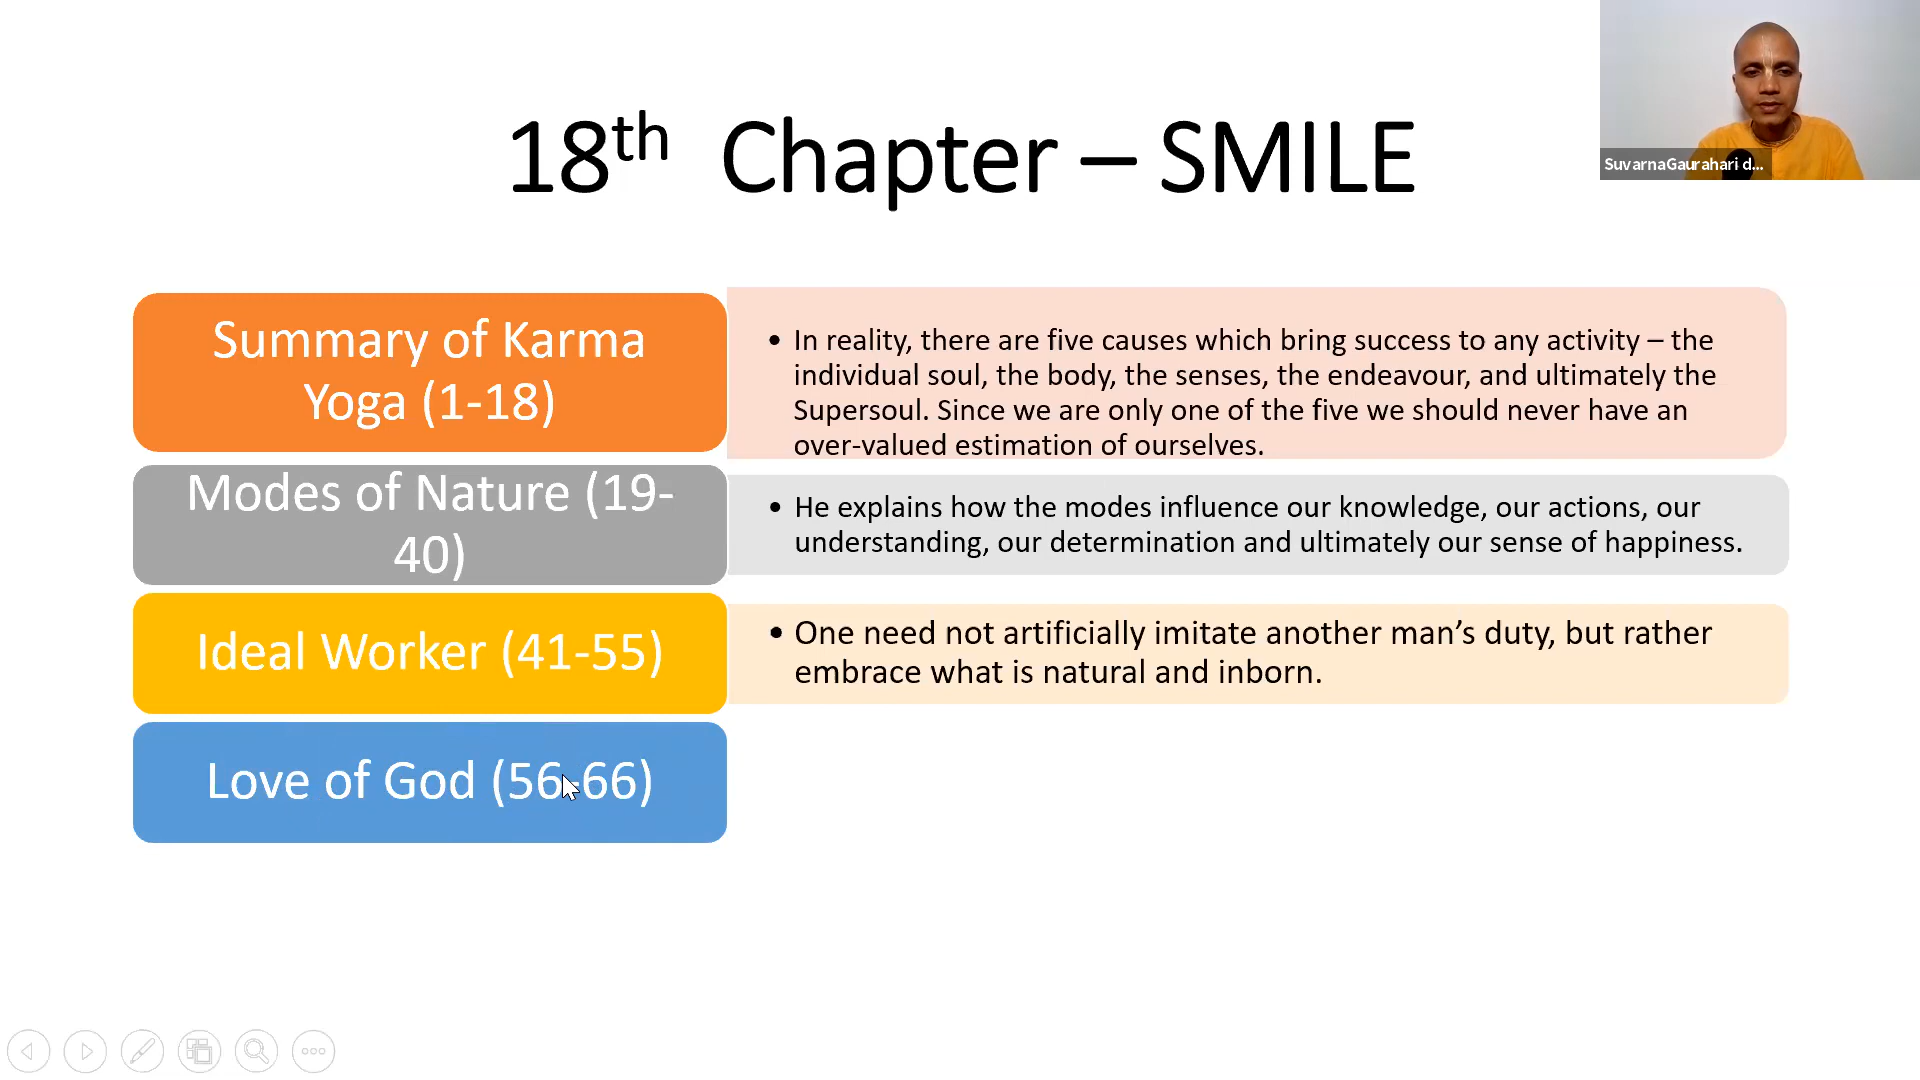 18th Chapter – SMILE
SuvarnaGaurahari d...
Summary of Karma
Yoga (1-18)
• In reality, there are five causes which bring success to any activity – the
individual soul, the body, the senses, the endeavour, and ultimately the
Supersoul. Since we are only one of the five we should never have an
over-valued estimation of ourselves.
Modes of Nature (19-
40)
• He explains how the modes influence our knowledge, our actions, our
understanding, our determination and ultimately our sense of happiness.
Ideal Worker (41-55)
• One need not artificially imitate another man’s duty, but rather
embrace what is natural and inborn.
Love of God (56-66)